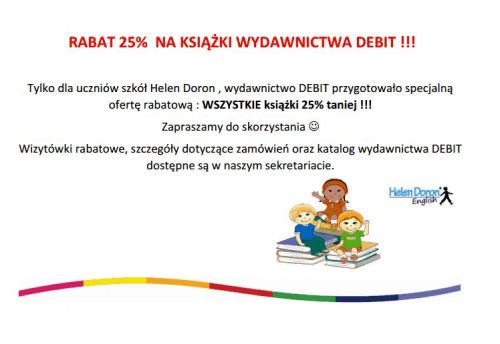 RABAT 25% NA KSIĄŻKI WYDAWNICTWA DEBIT !!!
Tylko dla uczniów szkół Helen Doron , wydawnictwo DEBIT przygotowało specjalną
ofertę rabatową : WSZYSTKIE książki 25% taniej !!!
Zapraszamy do skorzystania ☺
Wizytówki rabatowe, szczegóły dotyczące zamówień oraz katalog wydawnictwa DEBIT
dostępne są w naszym sekretariacie.
Helen Doron
English